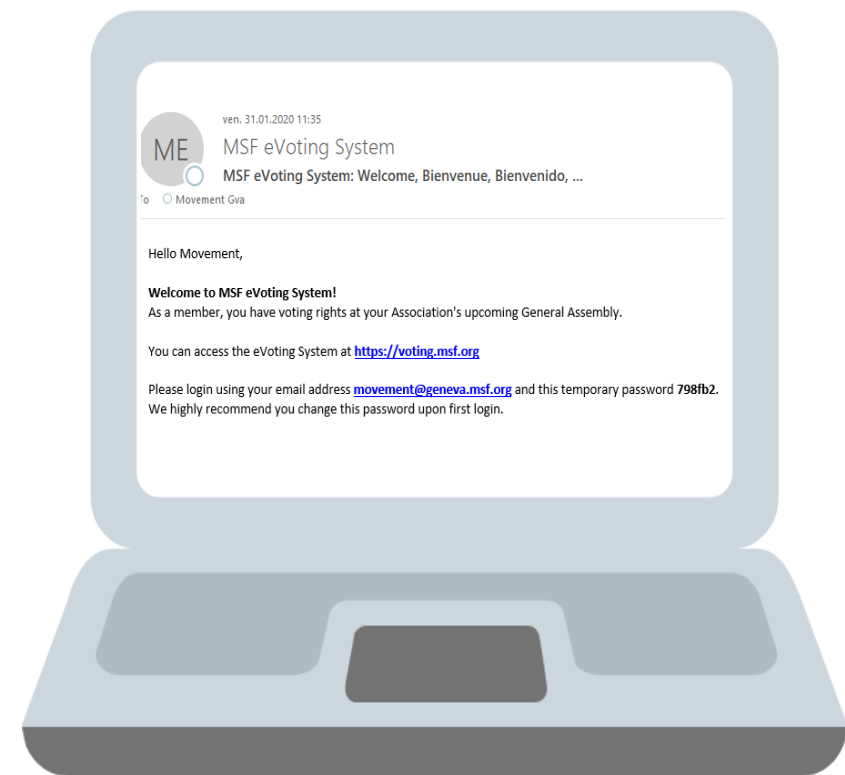 ven. 31.01.2020 11:35
ME
MSF eVoting System
MSF eVoting System: Welcome, Bienvenue, Bienvenido, ...
To Movement Gva
Hello Movement,
Welcome to MSF eVoting System!
As a member, you have voting rights at your Association's upcoming General Assembly.
You can access the eVoting System at https://voting.msf.org
Please login using your email address movement@geneva.msf.org and this temporary password 798fb2.
We highly recommend you change this password upon first login.